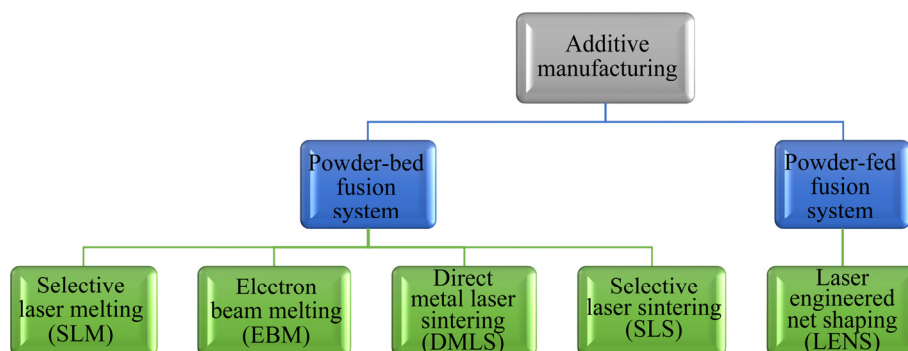 Additive
manufacturing
Powder-bed
fusion
system
Powder-fed
fusion
system
Selective
laser melting
(SLM)
Elcctron
beam melting
(EBM)
Direct
metal laser
sintering
(DMLS)
Selective
laser sintering
(SLS)
Laser
engineered
net shaping
(LENS)